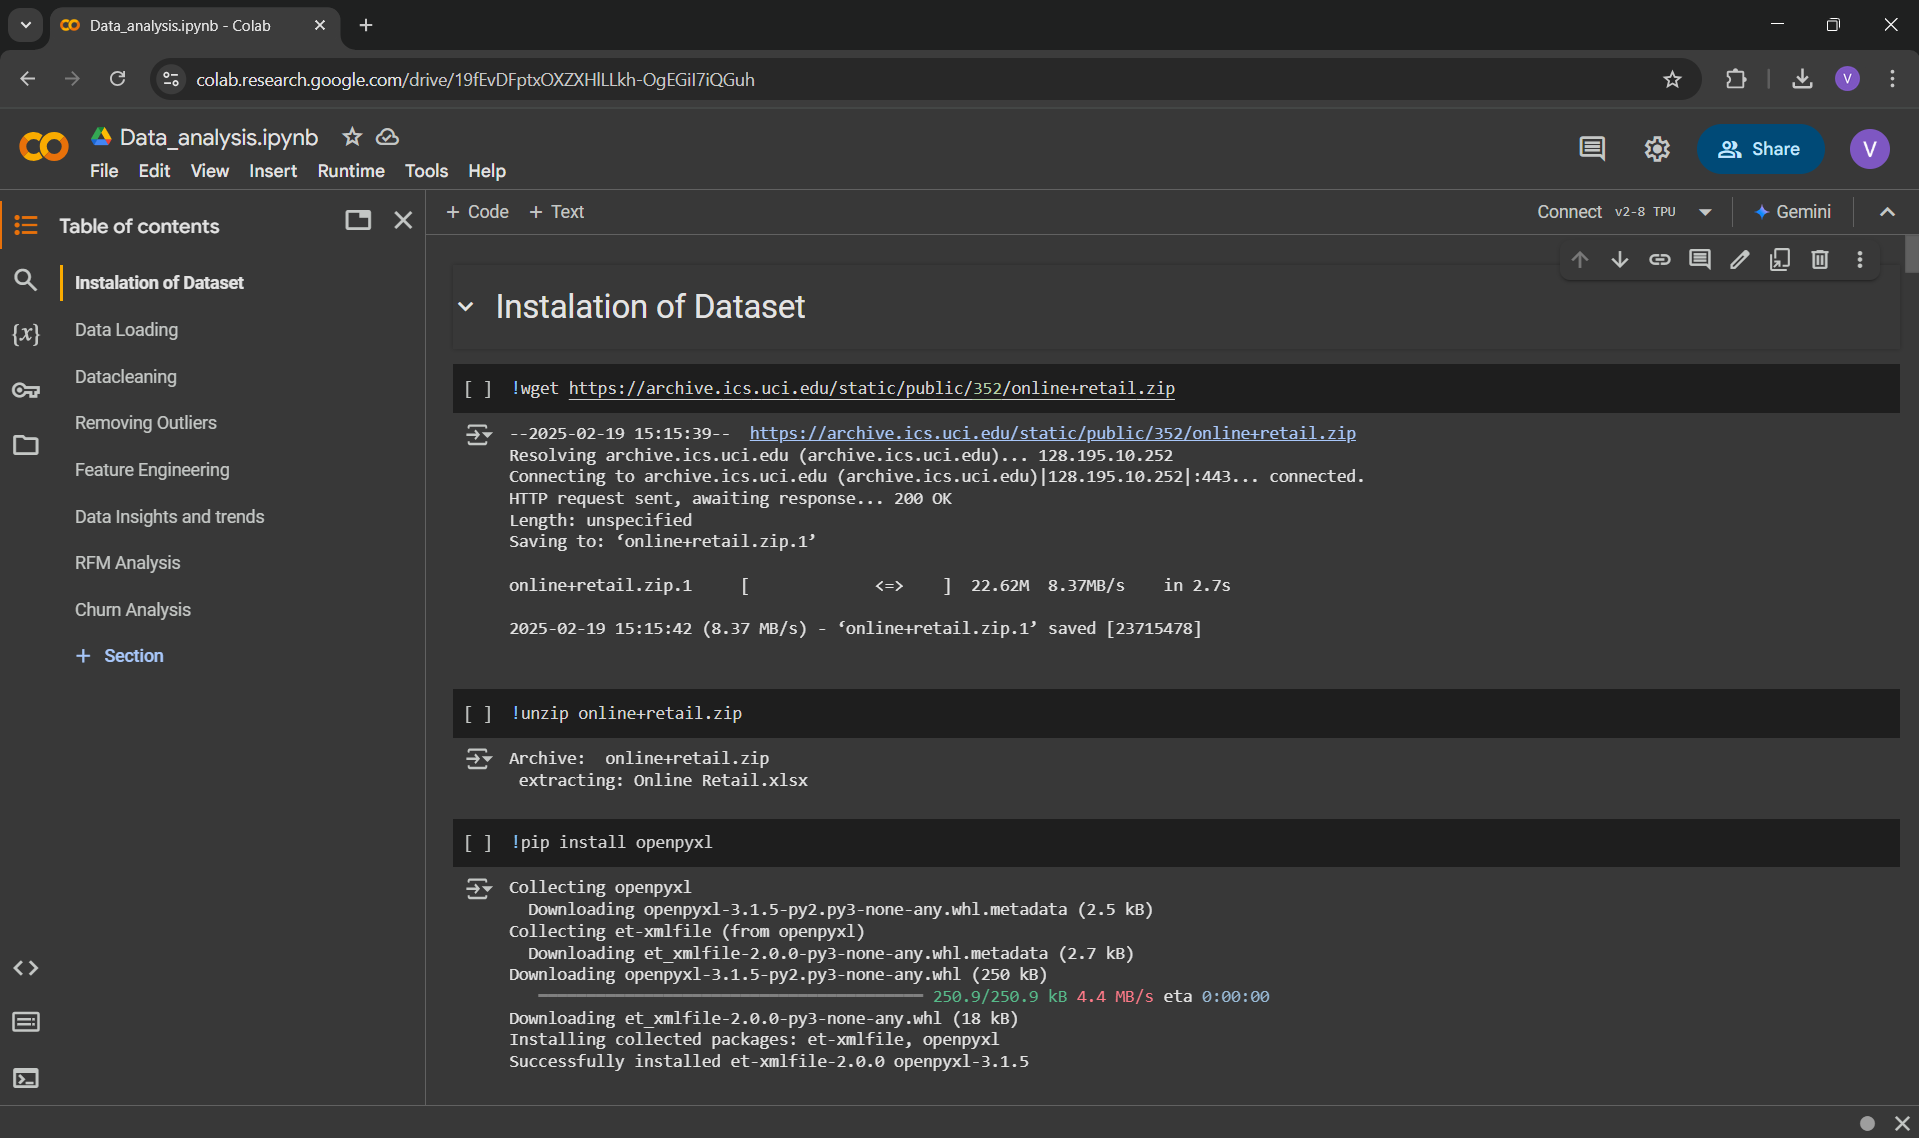 Data_analysis.ipynb - Colab
colab.research.google.com/drive/19fEvDFptxOXZXHlLLkh-OgEGiI7iQGuh
V
Data_analysis.ipynb
File Edit View Insert Runtime Tools Help
Share
V
Table of contents
Instalation of Dataset
Data Loading
Datacleaning
Removing Outliers
Feature Engineering
Data Insights and trends
RFM Analysis
Churn Analysis
+ Section
{x}
+ Code + Text
Connect v2-8 TPU
Gemini
Instalation of Dataset
[ ] !wget https://archive.ics.uci.edu/static/public/352/online+retail.zip
--2025-02-19 15:15:39-- https://archive.ics.uci.edu/static/public/352/online+retail.zip
Resolving archive.ics.uci.edu (archive.ics.uci.edu)... 128.195.10.252
Connecting to archive.ics.uci.edu (archive.ics.uci.edu)|128.195.10.252|:443... connected.
HTTP request sent, awaiting response... 200 OK
Length: unspecified
Saving to: ‘online+retail.zip.1’
online+retail.zip.1 [ <=> ] 22.62M 8.37MB/s in 2.7s
2025-02-19 15:15:42 (8.37 MB/s) - ‘online+retail.zip.1’ saved [23715478]
[ ] !unzip online+retail.zip
Archive: online+retail.zip
extracting: Online Retail.xlsx
[ ] !pip install openpyxl
Collecting openpyxl
Downloading openpyxl-3.1.5-py2.py3-none-any.whl.metadata (2.5 kB)
Collecting et-xmlfile (from openpyxl)
Downloading et_xmlfile-2.0.0-py3-none-any.whl.metadata (2.7 kB)
Downloading openpyxl-3.1.5-py2.py3-none-any.whl (250 kB)
250.9/250.9 kB 4.4 MB/s eta 0:00:00
Downloading et_xmlfile-2.0.0-py3-none-any.whl (18 kB)
Installing collected packages: et-xmlfile, openpyxl
Successfully installed et-xmlfile-2.0.0 openpyxl-3.1.5